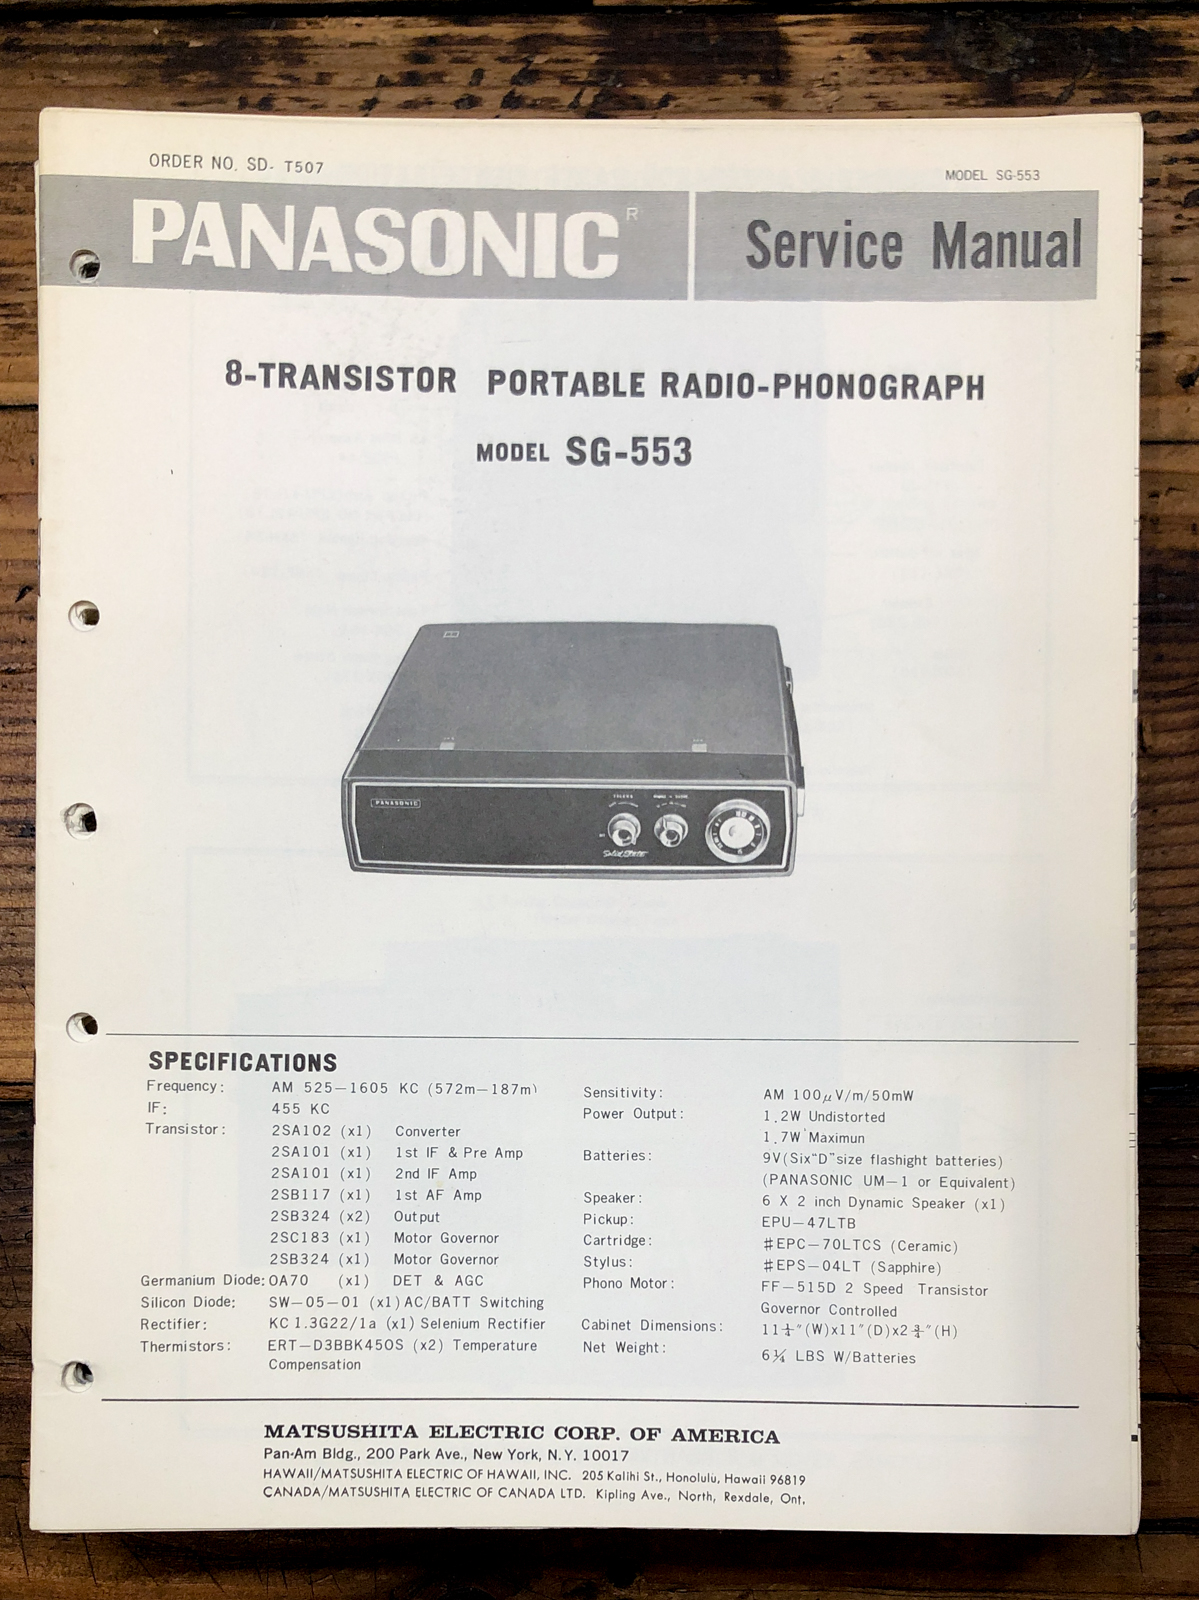 ORDER NO. SD- T507
MODEL SG-553
PANASONIC R
Service Manual
8-TRANSISTOR PORTABLE RADIO-PHONOGRAPH
MODEL SG-553
PANASONIC
Solid State
SPECIFICATIONS
Frequency: AM 525—1605 KC (572m—187m)
IF: 455 KC
Transistor: 2SA102 (x1) Converter
2SA101 (x1) 1st IF & Pre Amp
2SA101 (x1) 2nd IF Amp
2SB117 (x1) 1st AF Amp
2SB324 (x2) Output
2SC183 (x1) Motor Governor
2SB324 (x1) Motor Governor
Germanium Diode: OA70 (x1) DET & AGC
Silicon Diode: SW—05—01 (x1) AC/BATT Switching
Rectifier: KC 1.3G22/1a (x1) Selenium Rectifier
Thermistors: ERT—D3BBK450S (x2) Temperature
Compensation
Sensitivity: AM 100μV/m/50mW
Power Output: 1.2W Undistorted
1.7W Maximun
Batteries: 9V(Six"D"size flashight batteries)
(PANASONIC UM—1 or Equivalent)
Speaker: 6 X 2 inch Dynamic Speaker (x1)
Pickup: EPU—47LTB
Cartridge: #EPC—70LTCS (Ceramic)
Stylus: #EPS—04LT (Sapphire)
Phono Motor: FF—515D 2 Speed Transistor
Governor Controlled
Cabinet Dimensions: 11¼"(W)x11"(D)x2¾"(H)
Net Weight: 6¼ LBS W/Batteries
MATSUSHITA ELECTRIC CORP. OF AMERICA
Pan-Am Bldg., 200 Park Ave., New York, N.Y. 10017
HAWAII/MATSUSHITA ELECTRIC OF HAWAII, INC. 205 Kalihi St., Honolulu, Hawaii 96819
CANADA/MATSUSHITA ELECTRIC OF CANADA LTD. Kipling Ave., North, Rexdale, Ont.